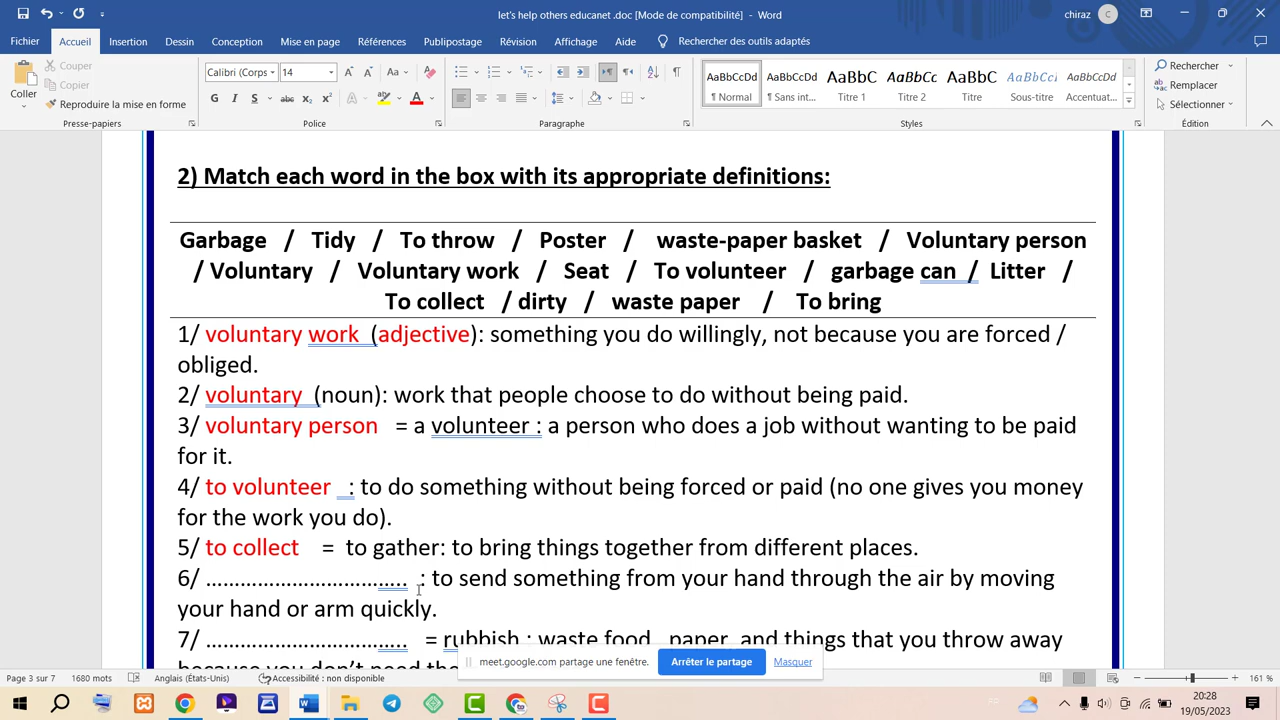 let's help others educanet .doc [Mode de compatibilité] - Word
chiraz C
Fichier Accueil Insertion Dessin Conception Mise en page Références Publipostage Révision Affichage Aide Rechercher des outils adaptés
Coller
Couper
Copier
Reproduire la mise en forme
Presse-papiers
Calibri (Corps 14
G I S abc x₂ x²
Police
Paragraphe
AaBbCcDd AaBbCcDd AaBbC AaBbCc AaBbC AaBbCcI AaBbCcDd
¶ Normal ¶ Sans int... Titre 1 Titre 2 Titre Sous-titre Accentuat...
Styles
Rechercher
Remplacer
Sélectionner
Édition
2) Match each word in the box with its appropriate definitions:
Garbage / Tidy / To throw / Poster / waste-paper basket / Voluntary person
/ Voluntary / Voluntary work / Seat / To volunteer / garbage can / Litter /
To collect / dirty / waste paper / To bring
1/ voluntary work (adjective): something you do willingly, not because you are forced /
obliged.
2/ voluntary (noun): work that people choose to do without being paid.
3/ voluntary person = a volunteer : a person who does a job without wanting to be paid
for it.
4/ to volunteer : to do something without being forced or paid (no one gives you money
for the work you do).
5/ to collect = to gather: to bring things together from different places.
6/ ................................... : to send something from your hand through the air by moving
your hand or arm quickly.
7/ ................................... = rubbish : waste food, paper, and things that you throw away
because you don't need the
meet.google.com partage une fenêtre. Arrêter le partage Masquer
Page 3 sur 7 1680 mots Anglais (États-Unis) Accessibilité : non disponible 161 %
20:28
19/05/2023